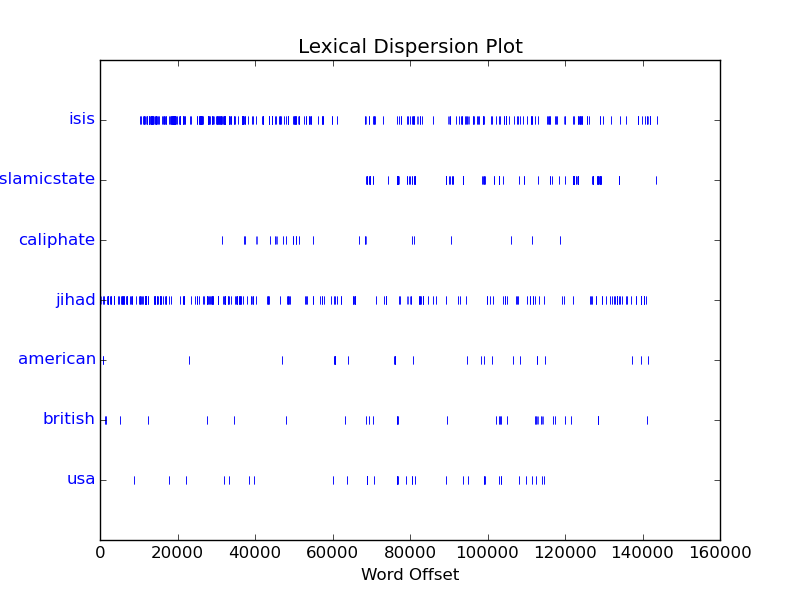 Lexical Dispersion Plot
isis
slamicstate
caliphate
jihad
american
british
usa
0 20000 40000 60000 80000 100000 120000 140000 160000
Word Offset